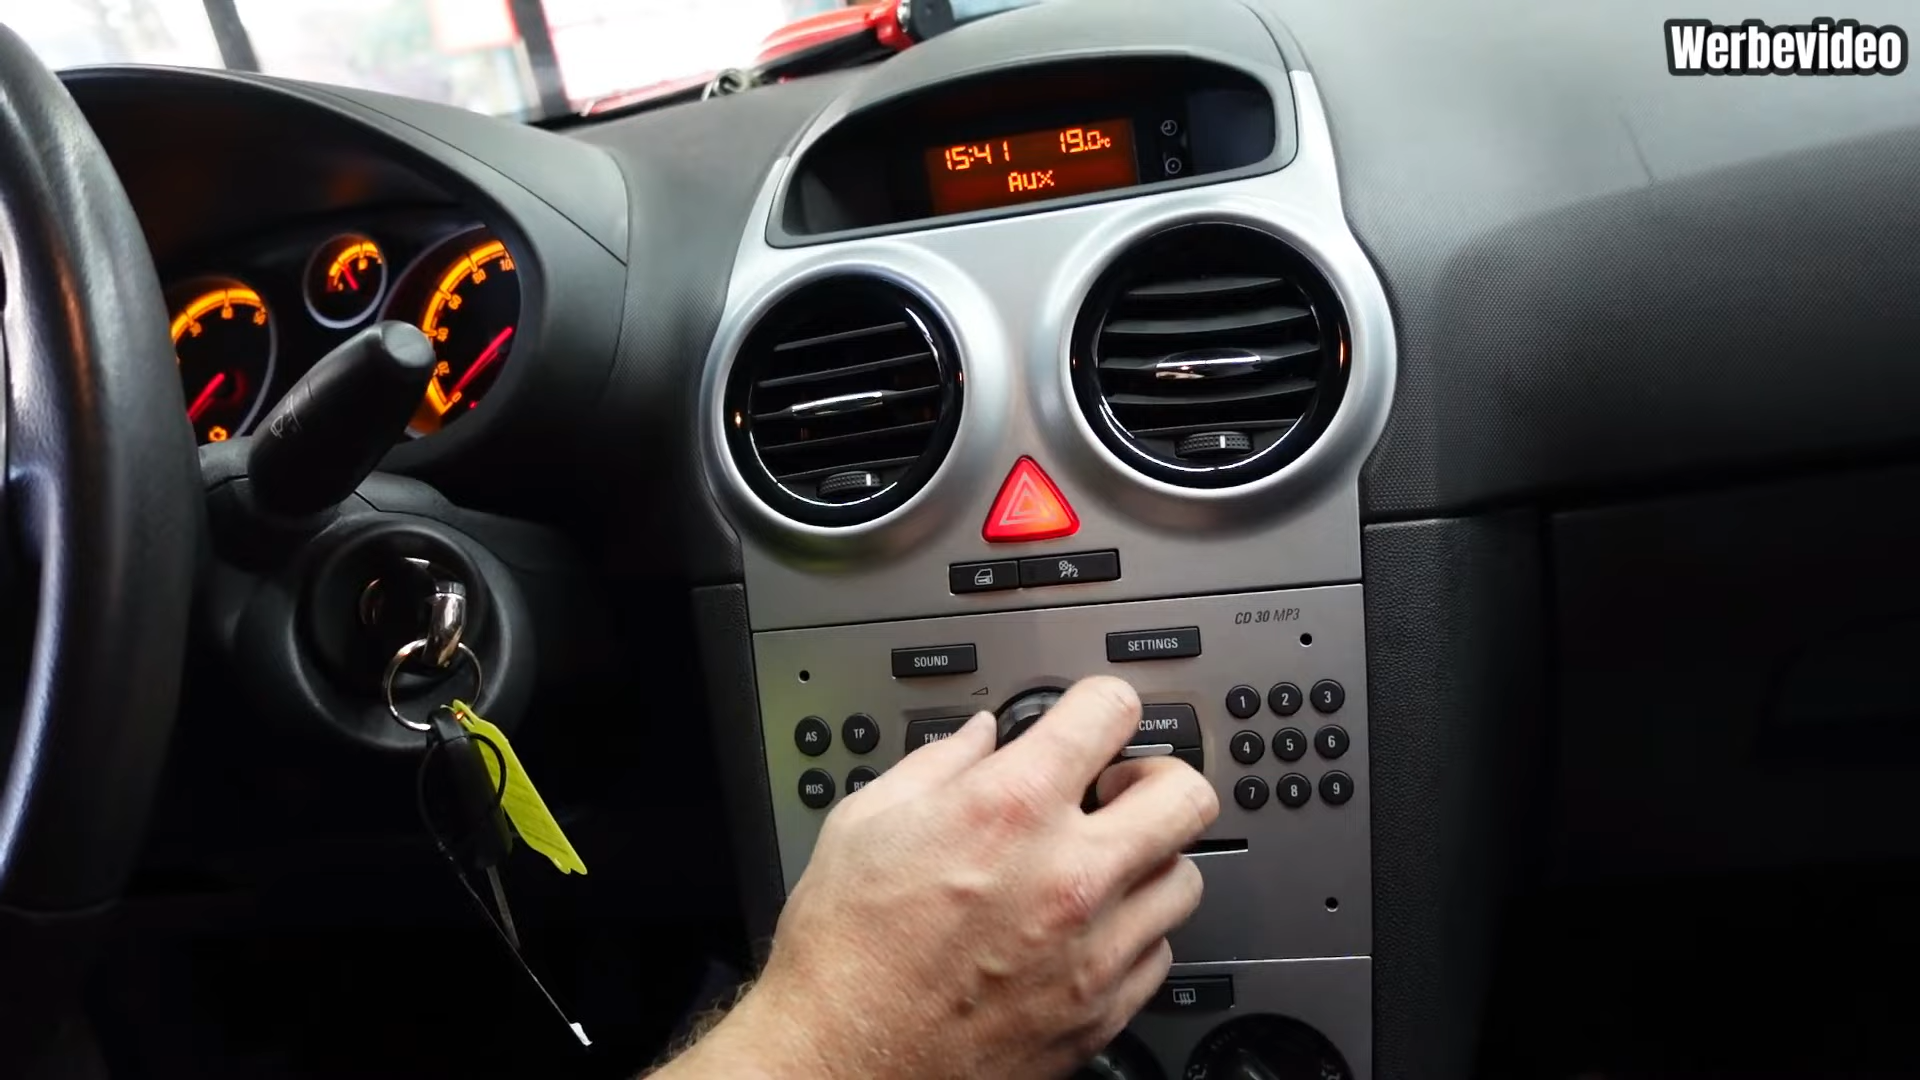 Werbevideo
15:41 19.0°C
Aux
CD 30 MP3
SOUND
SETTINGS
AS TP
CD/MP3
RDS
1 2 3
4 5 6
7 8 9